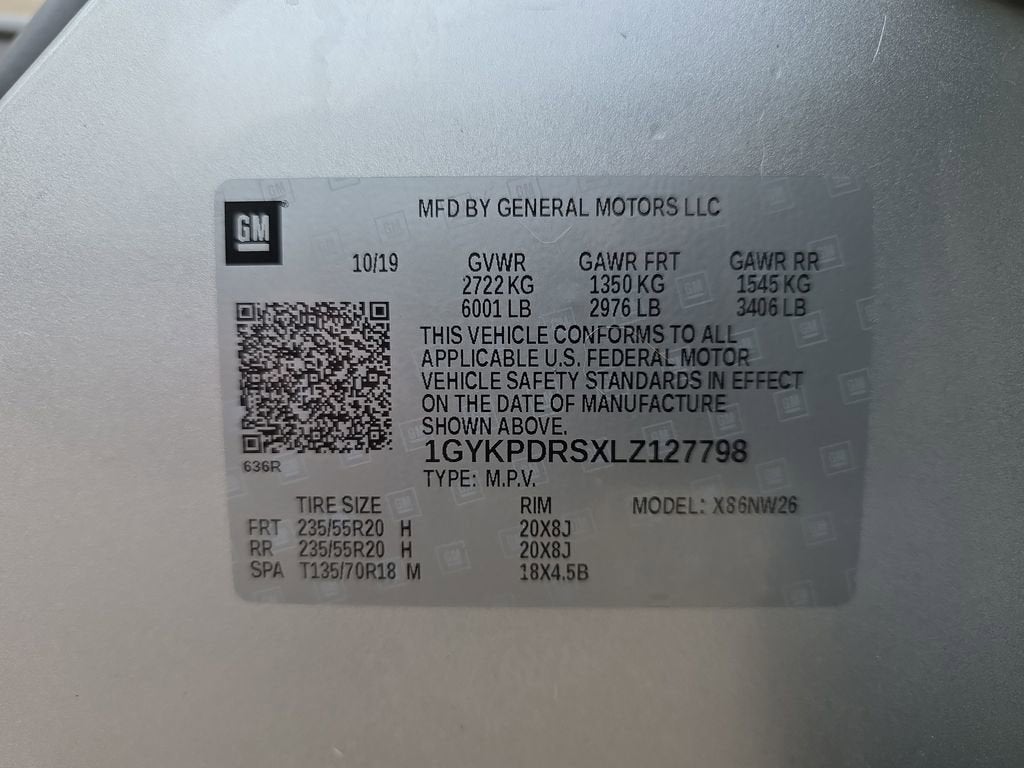 GM
MFD BY GENERAL MOTORS LLC
10/19 GVWR GAWR FRT GAWR RR
2722 KG 1350 KG 1545 KG
6001 LB 2976 LB 3406 LB
THIS VEHICLE CONFORMS TO ALL
APPLICABLE U.S. FEDERAL MOTOR
VEHICLE SAFETY STANDARDS IN EFFECT
ON THE DATE OF MANUFACTURE
SHOWN ABOVE.
636R
1GYKPDRSXLZ127798
TYPE: M.P.V.
TIRE SIZE RIM MODEL: X86NW26
FRT 235/55R20 H 20X8J
RR 235/55R20 H 20X8J
SPA T135/70R18 M 18X4.5B